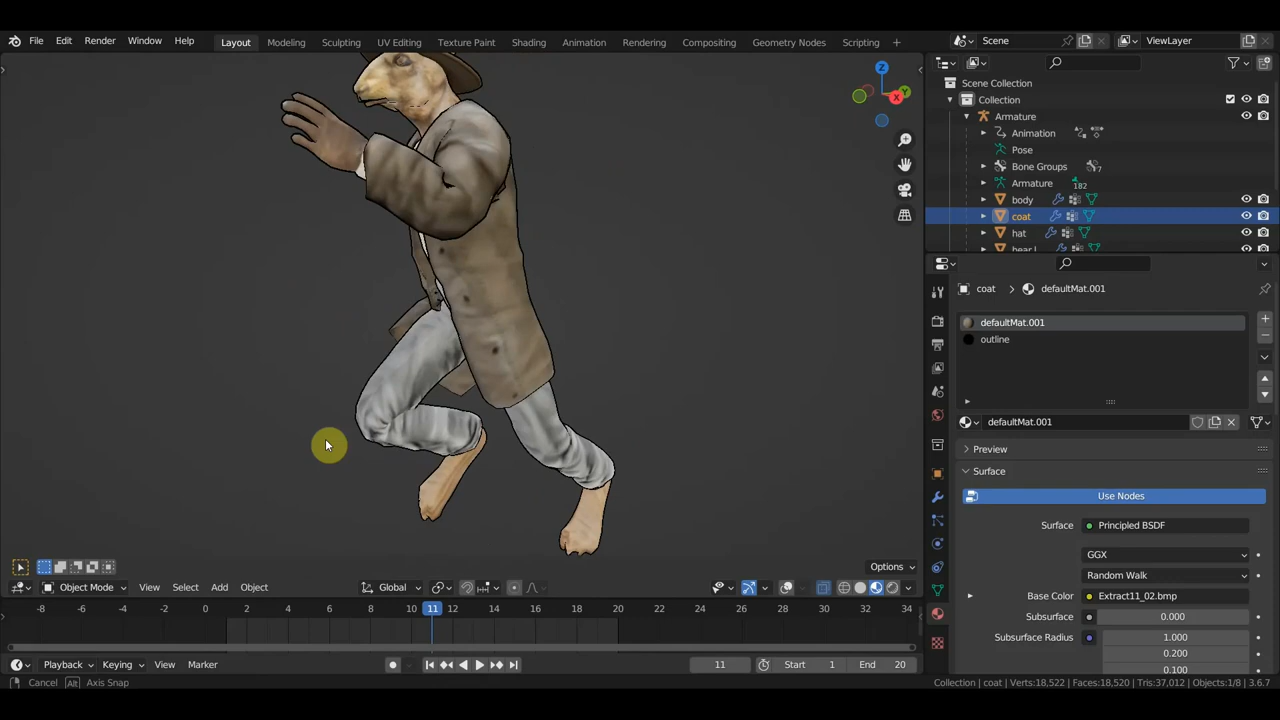 File Edit Render Window Help Layout Modeling Sculpting UV Editing Texture Paint Shading Animation Rendering Compositing Geometry Nodes Scripting + Scene ViewLayer
Scene Collection
Collection
Armature
Animation
Pose
Bone Groups 7
Armature 182
body
coat
hat
Z
Y
X
coat > defaultMat.001
defaultMat.001
outline
defaultMat.001
Preview
Surface
Use Nodes
Surface Principled BSDF
GGX
Random Walk
Base Color Extract11_02.bmp
Subsurface 0.000
Subsurface Radius 1.000
0.200
0.100
Options
Object Mode View Select Add Object Global
-8 -6 -4 -2 0 2 4 6 8 10 11 12 14 16 18 20 22 24 26 28 30 32 34
Playback Keying View Marker 11 Start 1 End 20
Cancel Alt Axis Snap
Collection | coat | Verts:18,522 | Faces:18,520 | Tris:37,012 | Objects:1/8 | 3.6.7